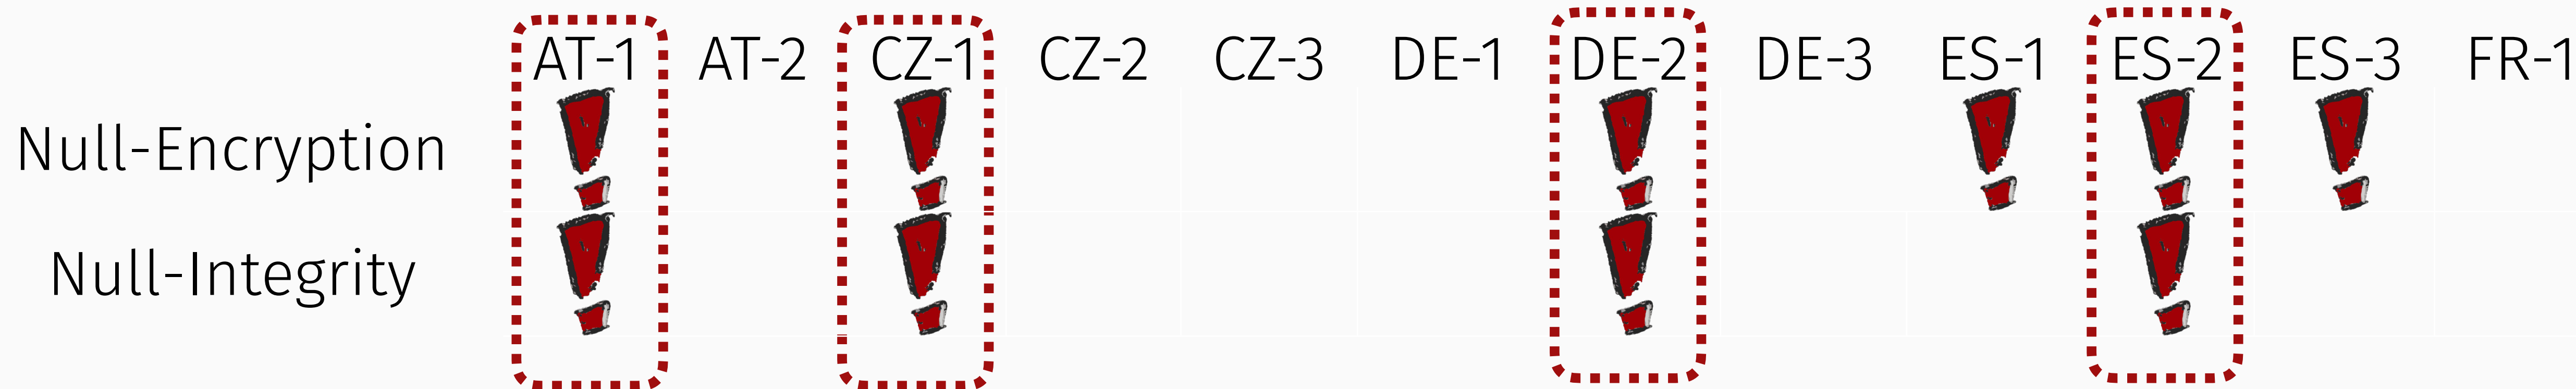 AT-1 AT-2 CZ-1 CZ-2 CZ-3 DE-1 DE-2 DE-3 ES-1 ES-2 ES-3 FR-1
Null-Encryption
Null-Integrity